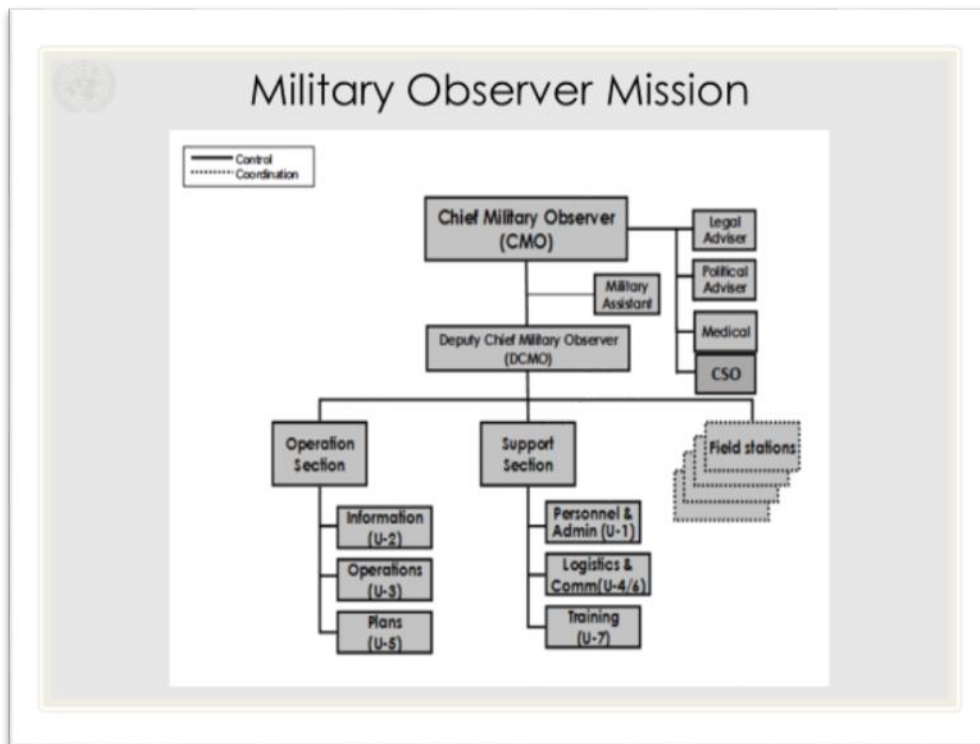 Military Observer Mission
Control
Coordination
Chief Military Observer
(CMO)
Legal
Adviser
Political
Adviser
Military
Assistant
Medical
Deputy Chief Military Observer
(DCMO)
CSO
Operation
Section
Support
Section
Field stations
Information
(U-2)
Operations
(U-3)
Plans
(U-5)
Personnel &
Admin (U-1)
Logistics &
Comm(U-4/6)
Training
(U-7)